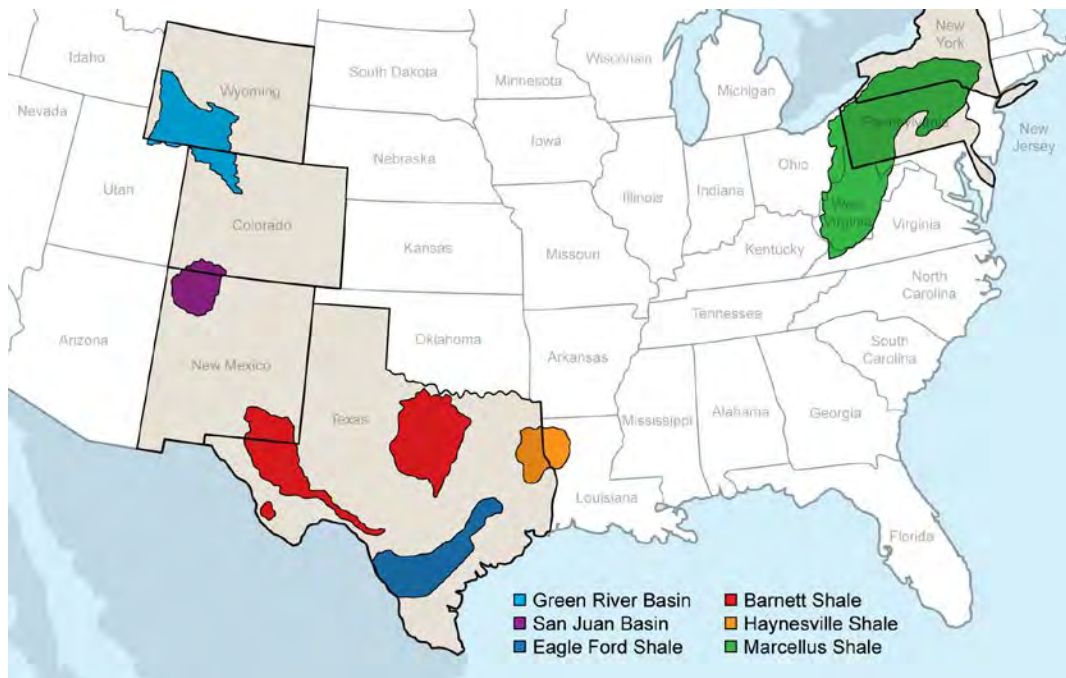 New
York
Idaho
Wisconsin
South Dakota
Minnesota
Wyoming
Michigan
Nevada
Pennsylvania
New
Jersey
Iowa
Nebraska
Ohio
Utah
Illinois
Indiana
West
Virginia
Virginia
Colorado
Kansas
Missouri
Kentucky
North
Carolina
Tennessee
Arizona
Oklahoma
Arkansas
South
Carolina
New Mexico
Texas
Mississippi
Alabama
Georgia
Louisiana
Florida
Green River Basin
San Juan Basin
Eagle Ford Shale
Barnett Shale
Haynesville Shale
Marcellus Shale